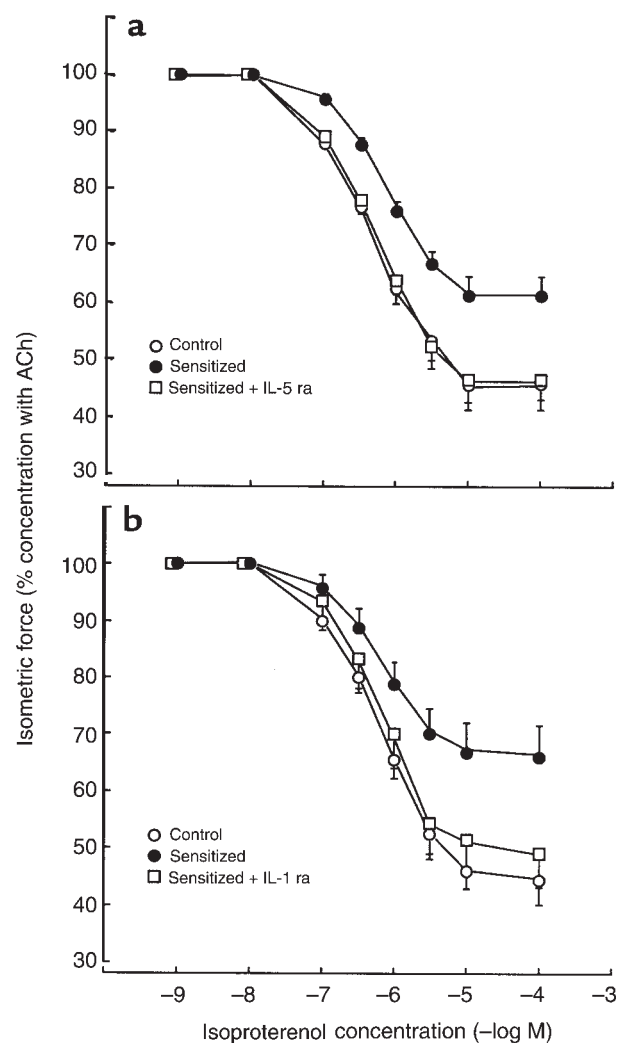 a
100
90
80
70
60
50
40
30
Control
Sensitized
Sensitized + IL-5 ra
Isometric force (% concentration with ACh)
b
100
90
80
70
60
50
40
30
Control
Sensitized
Sensitized + IL-1 ra
–9 –8 –7 –6 –5 –4 –3
Isoproterenol concentration (–log M)